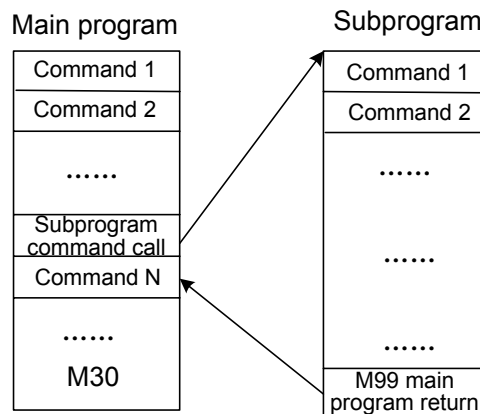 Main program
Command 1
Command 2
......
Subprogram
command call
Command N
......
M30
Subprogram
Command 1
Command 2
......
......
......
M99 main
program return